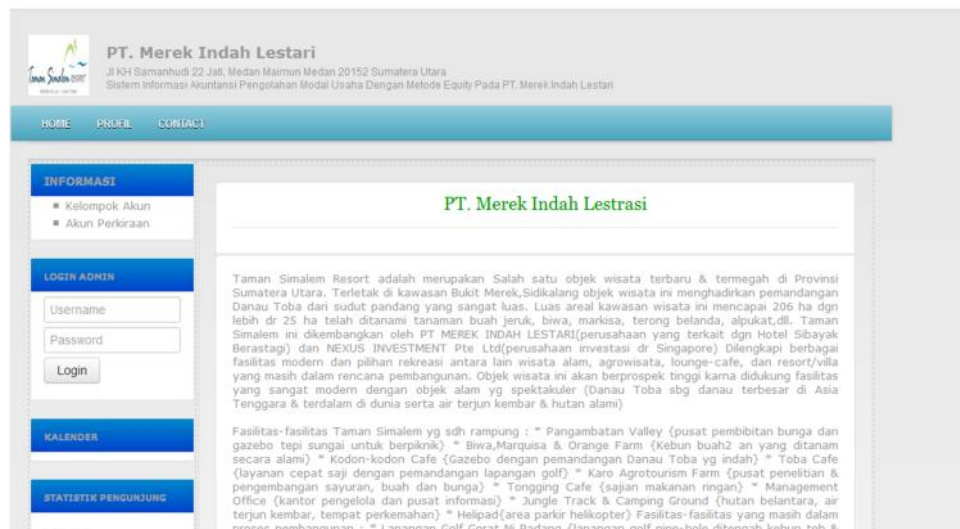 PT. Merek Indah Lestari
Jl KH Samanhudi 22 Jati, Medan Maimun Medan 20152 Sumatera Utara
Sistem Informasi Akuntansi Pengolahan Modal Usaha Dengan Metode Equity Pada PT. Merek Indah Lestari
HOME PROFIL CONTACT
INFORMASI
Kelompok Akun
Akun Perkiraan
LOGIN ADMIN
Username
Password
Login
KALENDER
STATISTIK PENGUNJUNG
PT. Merek Indah Lestrasi
Taman Simalem Resort adalah merupakan Salah satu objek wisata terbaru & termegah di Provinsi
Sumatera Utara. Terletak di kawasan Bukit Merek,Sidikalang objek wisata ini menghadirkan pemandangan
Danau Toba dari sudut pandang yang sangat luas. Luas areal kawasan wisata ini mencapai 206 ha dgn
lebih dr 25 ha telah ditanami tanaman buah jeruk, biwa, markisa, terong belanda, alpukat,dll. Taman
Simalem ini dikembangkan oleh PT MEREK INDAH LESTARI(perusahaan yang terkait dgn Hotel Sibayak
Berastagi) dan NEXUS INVESTMENT Pte Ltd(perusahaan investasi dr Singapore) Dilengkapi berbagai
fasilitas modern dan pilihan rekreasi antara lain wisata alam, agrowisata, lounge-cafe, dan resort/villa
yang masih dalam rencana pembangunan. Objek wisata ini akan berprospek tinggi karna didukung fasilitas
yang sangat modern dengan objek alam yg spektakuler (Danau Toba sbg danau terbesar di Asia
Tenggara & terdalam di dunia serta air terjun kembar & hutan alami)
Fasilitas-fasilitas Taman Simalem yg sdh rampung : * Pangambatan Valley {pusat pembibitan bunga dan
gazebo tepi sungai untuk berpiknik} * Biwa,Marquisa & Orange Farm {Kebun buah2 an yang ditanam
secara alami} * Kodon-kodon Cafe {Gazebo dengan pemandangan Danau Toba yg indah} * Toba Cafe
{layanan cepat saji dengan pemandangan lapangan golf} * Karo Agrotourism Farm {pusat penelitian &
pengembangan sayuran, buah dan bunga} * Tongging Cafe {sajian makanan ringan} * Management
Office {kantor pengelola dan pusat informasi} * Jungle Track & Camping Ground {hutan belantara, air
terjun kembar, tempat perkemahan} * Helipad{area parkir helikopter} Fasilitas-fasilitas yang masih dalam
proses pembangunan : * Lapangan Golf Gorat Ni Padang {lapangan golf nine-hole ditengah kebun teh &